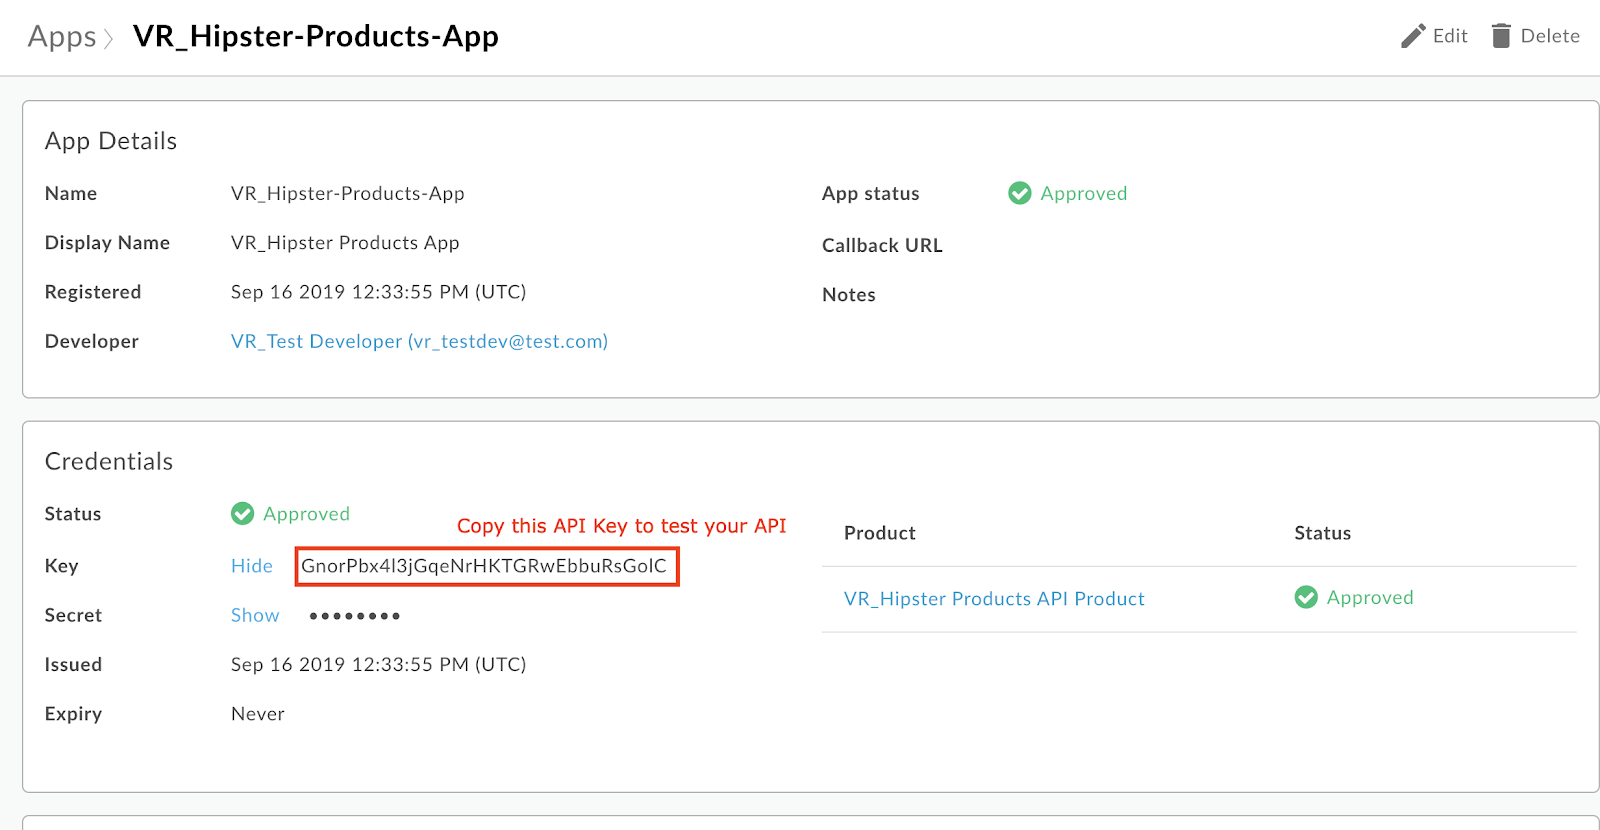 Apps > VR_Hipster-Products-App
Edit
Delete
App Details
Name VR_Hipster-Products-App
Display Name VR_Hipster Products App
Registered Sep 16 2019 12:33:55 PM (UTC)
Developer VR_Test Developer (vr_testdev@test.com)
App status Approved
Callback URL
Notes
Credentials
Status Approved
Copy this API Key to test your API
Key Hide GnorPbx4l3jGqeNrHKTGRwEbbuRsGolC
Secret Show ••••••••
Issued Sep 16 2019 12:33:55 PM (UTC)
Expiry Never
Product Status
VR_Hipster Products API Product Approved